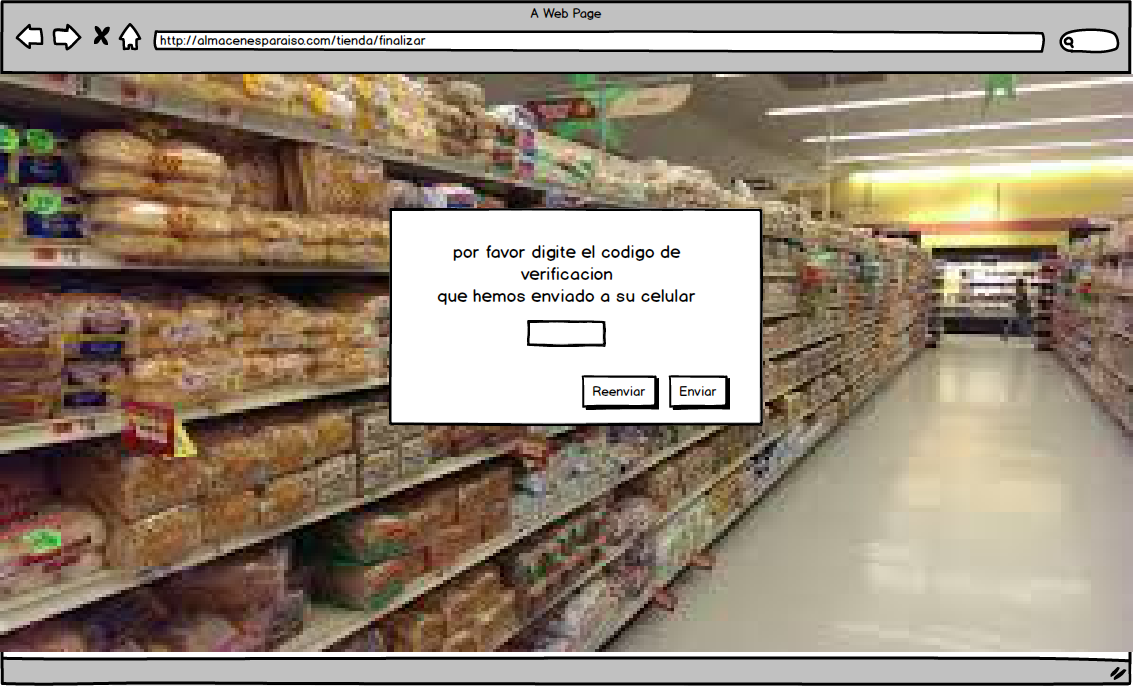 A Web Page
http://almacenesparaiso.com/tienda/finalizar
por favor digite el codigo de
verificacion
que hemos enviado a su celular
Reenviar
Enviar